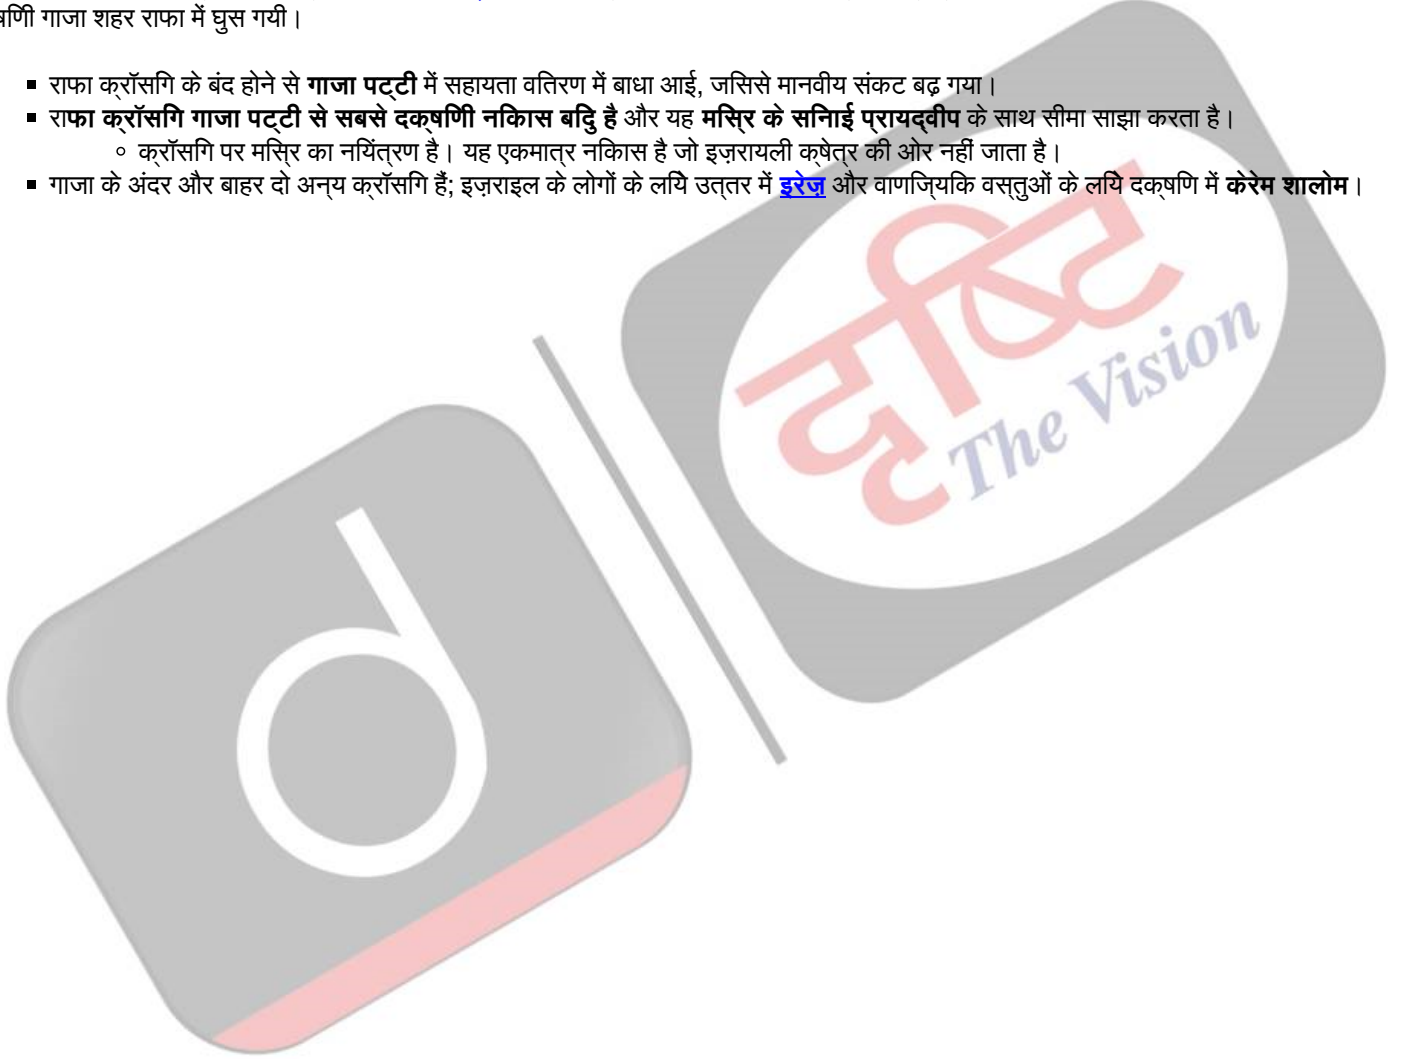 षिणी गाजा शहर राफा में घुस गयी।
राफा क्रॉसिंग के बंद होने से गाजा पट्टी में सहायता वितरण में बाधा आई, जिससे मानवीय संकट बढ़ गया।
राफा क्रॉसिंग गाजा पट्टी से सबसे दक्षिणी निकास बिंदु है और यह मिस्र के सिनाई प्रायद्वीप के साथ सीमा साझा करता है।
क्रॉसिंग पर मिस्र का नियंत्रण है। यह एकमात्र निकास है जो इज़रायली क्षेत्र की ओर नहीं जाता है।
गाजा के अंदर और बाहर दो अन्य क्रॉसिंग हैं; इज़राइल के लोगों के लिये उत्तर में इरेज़ और वाणिज्यिक वस्तुओं के लिये दक्षिण में केरेम शालोम।
दृष्टि
The Vision
d